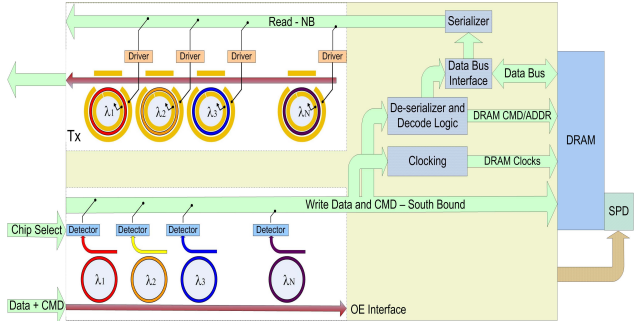 Read - NB
Serializer
Driver
Driver
Driver
Driver
Data Bus
Interface
Data Bus
λ1
λ2
λ3
λN
Tx
De-serializer and
Decode Logic
DRAM CMD/ADDR
DRAM
Clocking
DRAM Clocks
Write Data and CMD – South Bound
SPD
Chip Select
Detector
Detector
Detector
Detector
λ1
λ2
λ3
λN
Data + CMD
OE Interface